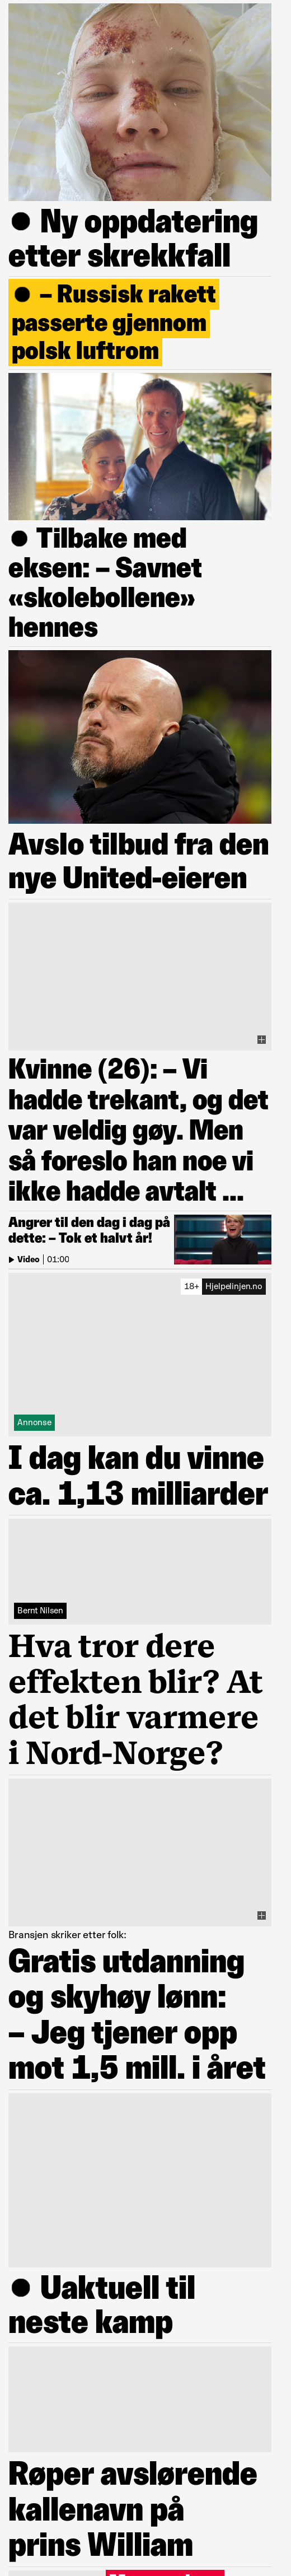 ● Ny oppdatering
etter skrekkfall
● – Russisk rakett
passerte gjennom
polsk luftrom
● Tilbake med
eksen: – Savnet
«skolebollene»
hennes
Avslo tilbud fra den
nye United-eieren
Kvinne (26): – Vi
hadde trekant, og det
var veldig gøy. Men
så foreslo han noe vi
ikke hadde avtalt ...
Angrer til den dag i dag på
dette: – Tok et halvt år!
Video | 01:00
18+ Hjelpelinjen.no
Annonse
I dag kan du vinne
ca. 1,13 milliarder
Bernt Nilsen
Hva tror dere
effekten blir? At
det blir varmere
i Nord-Norge?
Bransjen skriker etter folk:
Gratis utdanning
og skyhøy lønn:
– Jeg tjener opp
mot 1,5 mill. i året
● Uaktuell til
neste kamp
Røper avslørende
kallenavn på
prins William